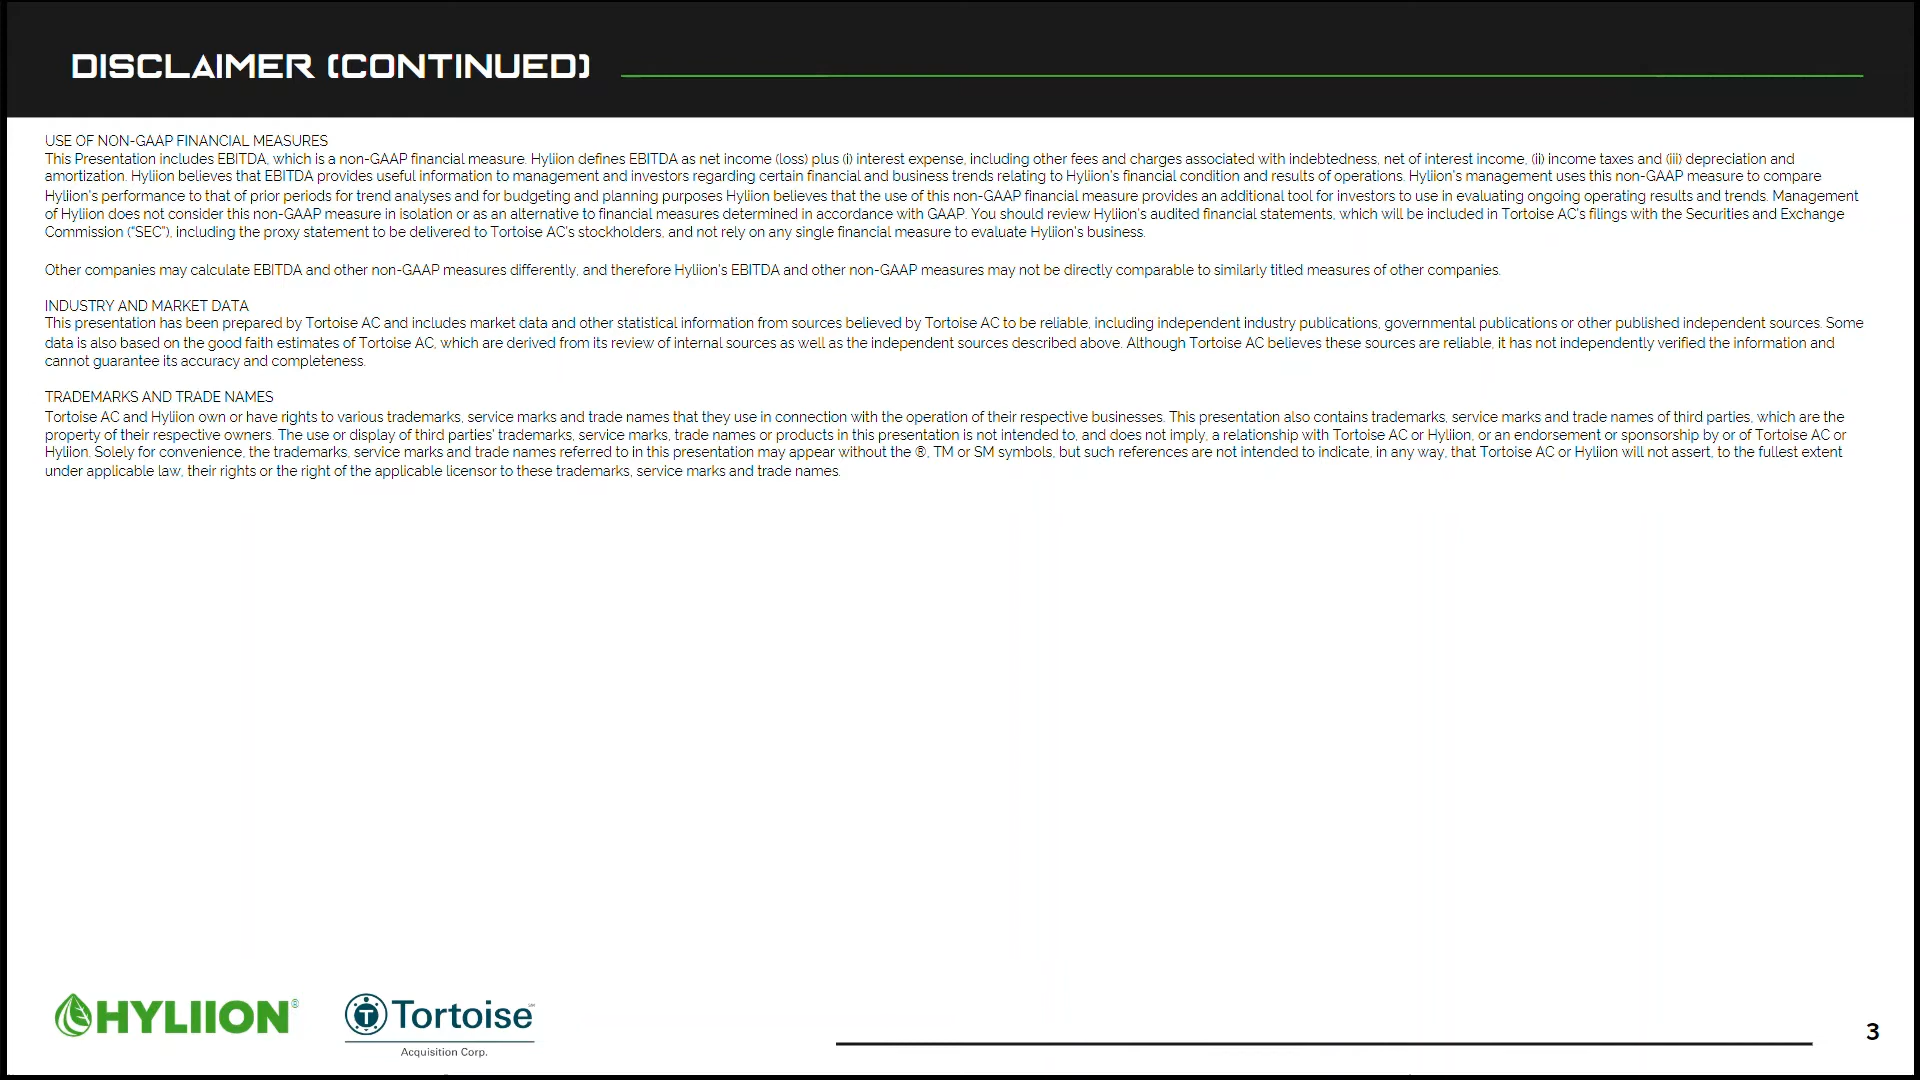 DISCLAIMER (CONTINUED)
USE OF NON-GAAP FINANCIAL MEASURES
This Presentation includes EBITDA, which is a non-GAAP financial measure. Hyliion defines EBITDA as net income (loss) plus (i) interest expense, including other fees and charges associated with indebtedness, net of interest income, (ii) income taxes and (iii) depreciation and
amortization. Hyliion believes that EBITDA provides useful information to management and investors regarding certain financial and business trends relating to Hyliion's financial condition and results of operations. Hyliion's management uses this non-GAAP measure to compare
Hyliion's performance to that of prior periods for trend analyses and for budgeting and planning purposes Hyliion believes that the use of this non-GAAP financial measure provides an additional tool for investors to use in evaluating ongoing operating results and trends. Management
of Hyliion does not consider this non-GAAP measure in isolation or as an alternative to financial measures determined in accordance with GAAP. You should review Hyliion's audited financial statements, which will be included in Tortoise AC's filings with the Securities and Exchange
Commission ("SEC"), including the proxy statement to be delivered to Tortoise AC's stockholders, and not rely on any single financial measure to evaluate Hyliion's business.
Other companies may calculate EBITDA and other non-GAAP measures differently, and therefore Hyliion's EBITDA and other non-GAAP measures may not be directly comparable to similarly titled measures of other companies.
INDUSTRY AND MARKET DATA
This presentation has been prepared by Tortoise AC and includes market data and other statistical information from sources believed by Tortoise AC to be reliable, including independent industry publications, governmental publications or other published independent sources. Some
data is also based on the good faith estimates of Tortoise AC, which are derived from its review of internal sources as well as the independent sources described above. Although Tortoise AC believes these sources are reliable, it has not independently verified the information and
cannot guarantee its accuracy and completeness.
TRADEMARKS AND TRADE NAMES
Tortoise AC and Hyliion own or have rights to various trademarks, service marks and trade names that they use in connection with the operation of their respective businesses. This presentation also contains trademarks, service marks and trade names of third parties, which are the
property of their respective owners. The use or display of third parties' trademarks, service marks, trade names or products in this presentation is not intended to, and does not imply, a relationship with Tortoise AC or Hyliion, or an endorsement or sponsorship by or of Tortoise AC or
Hyliion. Solely for convenience, the trademarks, service marks and trade names referred to in this presentation may appear without the ®, TM or SM symbols, but such references are not intended to indicate, in any way, that Tortoise AC or Hyliion will not assert, to the fullest extent
under applicable law, their rights or the right of the applicable licensor to these trademarks, service marks and trade names.
HYLIION®
T Tortoise SM
Acquisition Corp.
3